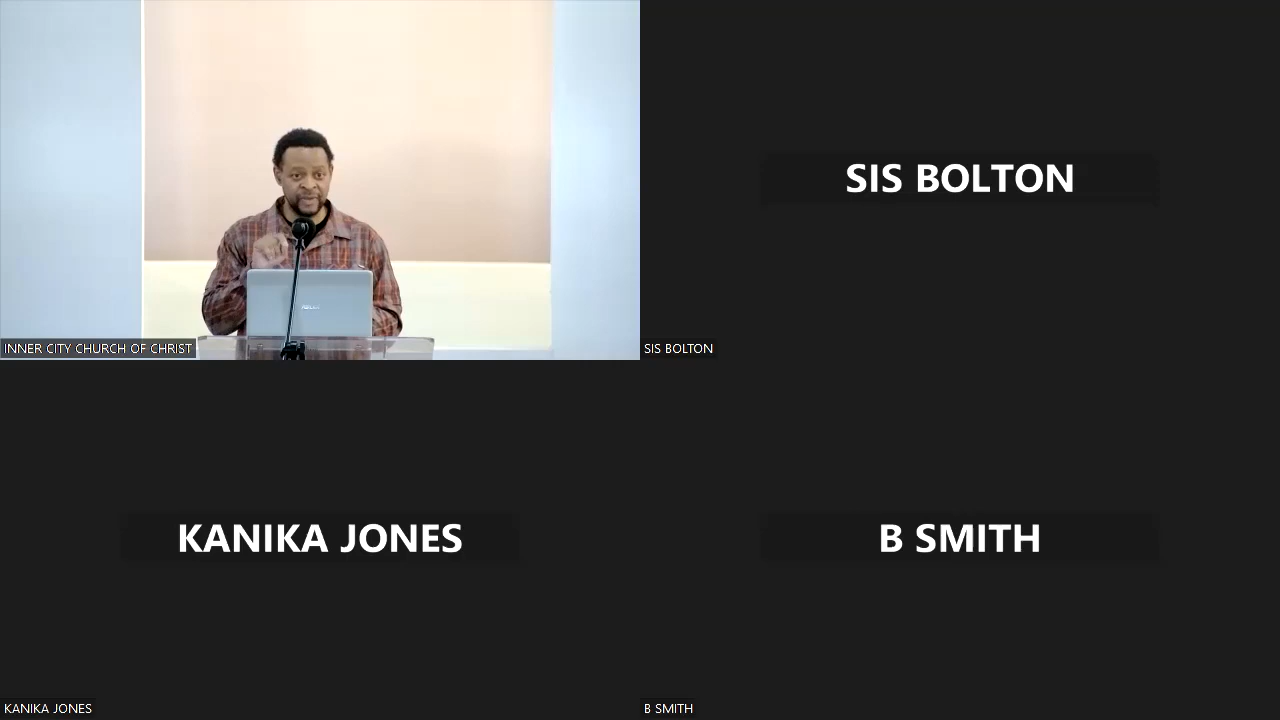 INNER CITY CHURCH OF CHRIST
SIS BOLTON
SIS BOLTON
KANIKA JONES
KANIKA JONES
B SMITH
B SMITH